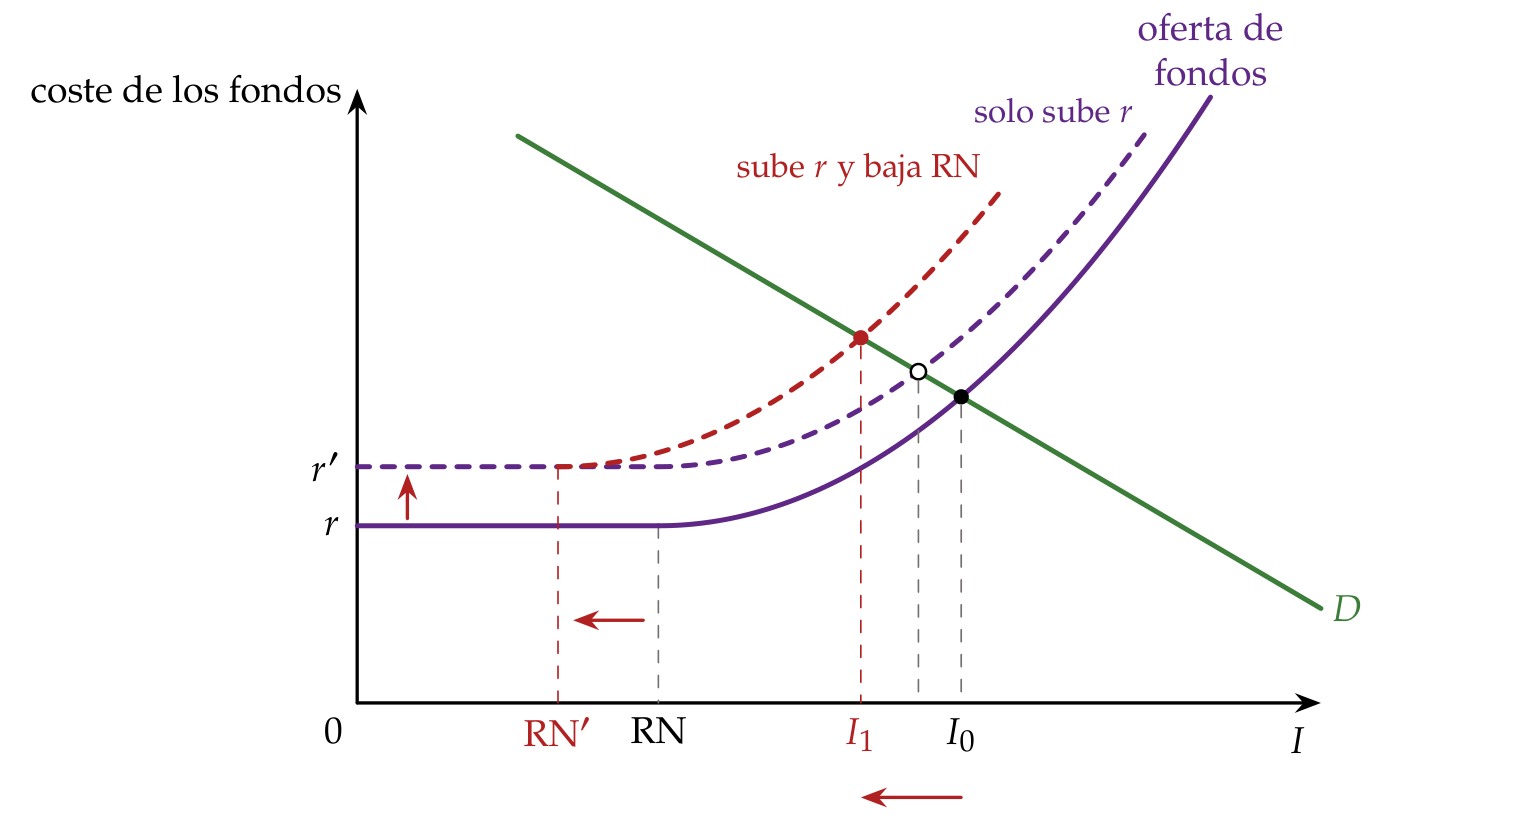 oferta de
fondos
coste de los fondos
solo sube r
sube r y baja RN
r′
r
D
0
RN′
RN
I₁
I₀
I